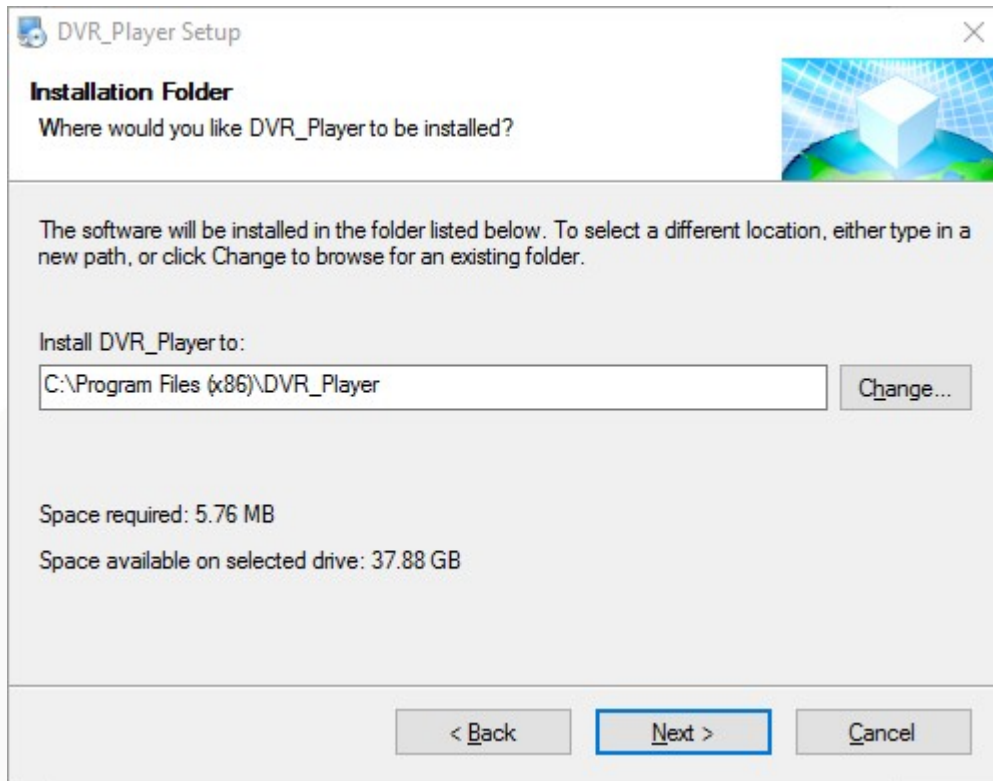 DVR_Player Setup
Installation Folder
Where would you like DVR_Player to be installed?
The software will be installed in the folder listed below. To select a different location, either type in a
new path, or click Change to browse for an existing folder.
Install DVR_Player to:
C:\Program Files (x86)\DVR_Player
Change...
Space required: 5.76 MB
Space available on selected drive: 37.88 GB
< Back
Next >
Cancel